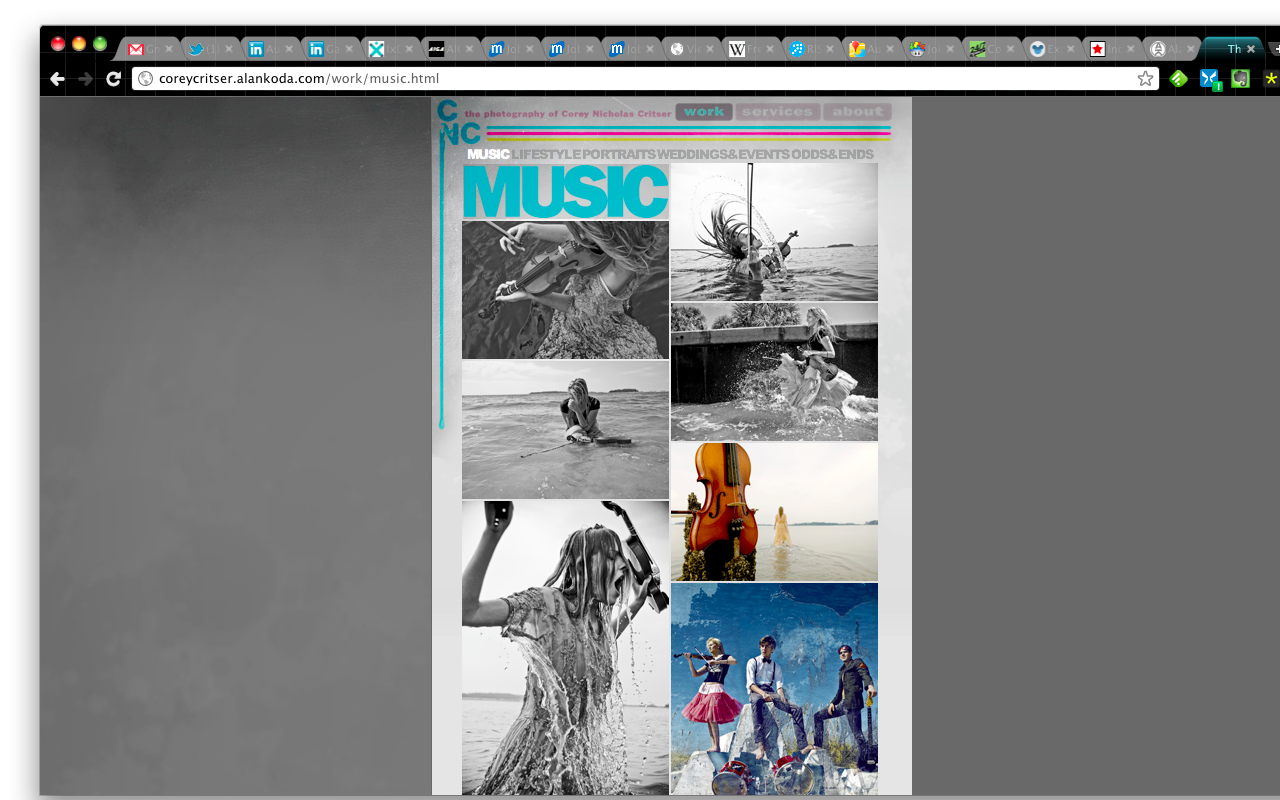 Th
coreycritser.alankoda.com/work/music.html
C
NC
the photography of Corey Nicholas Critser
work
services
about
MUSIC LIFESTYLE PORTRAITS WEDDINGS&EVENTS ODDS&ENDS
MUSIC